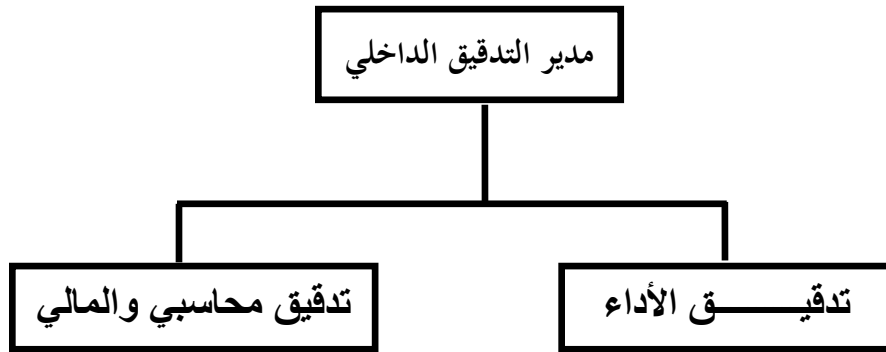 مدير التدقيق الداخلي
تدقيـــــــق الأداء
تدقيق محاسبي والمالي